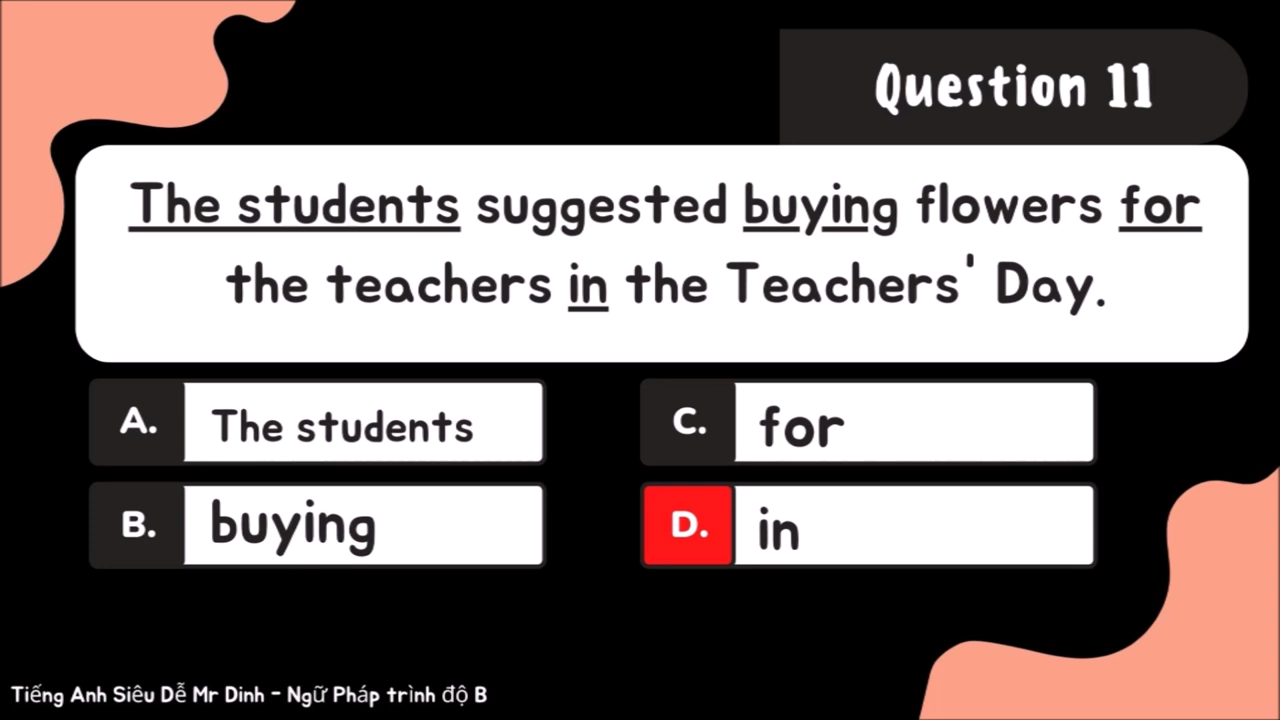 Question 11
The students suggested buying flowers for
the teachers in the Teachers' Day.
A. The students
C. for
B. buying
D. in
Tiếng Anh Siêu Dễ Mr Dinh - Ngữ Pháp trình độ B